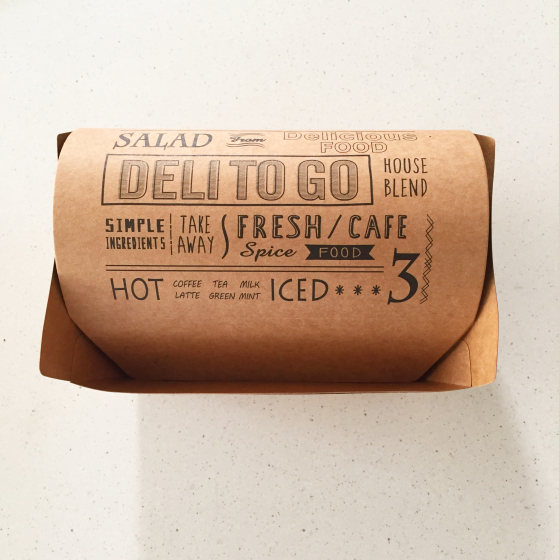 SALAD from Delicious FOOD
DELI TO GO HOUSE BLEND
SIMPLE INGREDIENTS TAKE AWAY FRESH / CAFE
Spice FOOD 3
HOT COFFEE TEA MILK LATTE GREEN MINT ICED ***